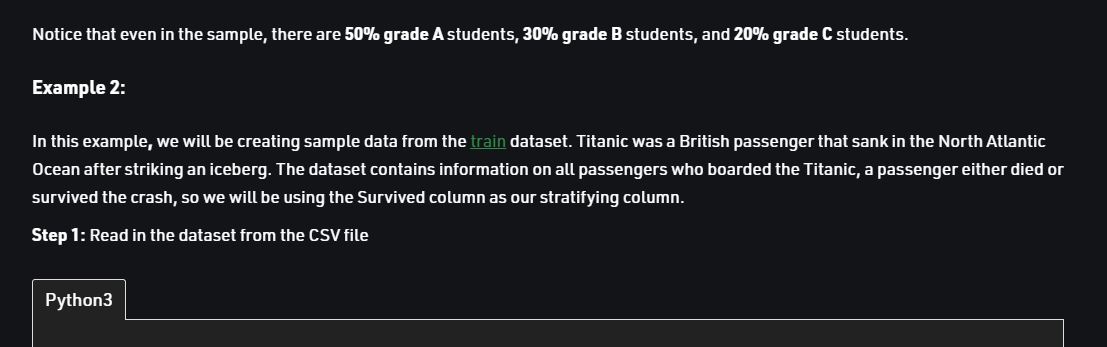 Notice that even in the sample, there are 50% grade A students, 30% grade B students, and 20% grade C students.
Example 2:
In this example, we will be creating sample data from the train dataset. Titanic was a British passenger that sank in the North Atlantic
Ocean after striking an iceberg. The dataset contains information on all passengers who boarded the Titanic, a passenger either died or
survived the crash, so we will be using the Survived column as our stratifying column.
Step 1: Read in the dataset from the CSV file
Python3